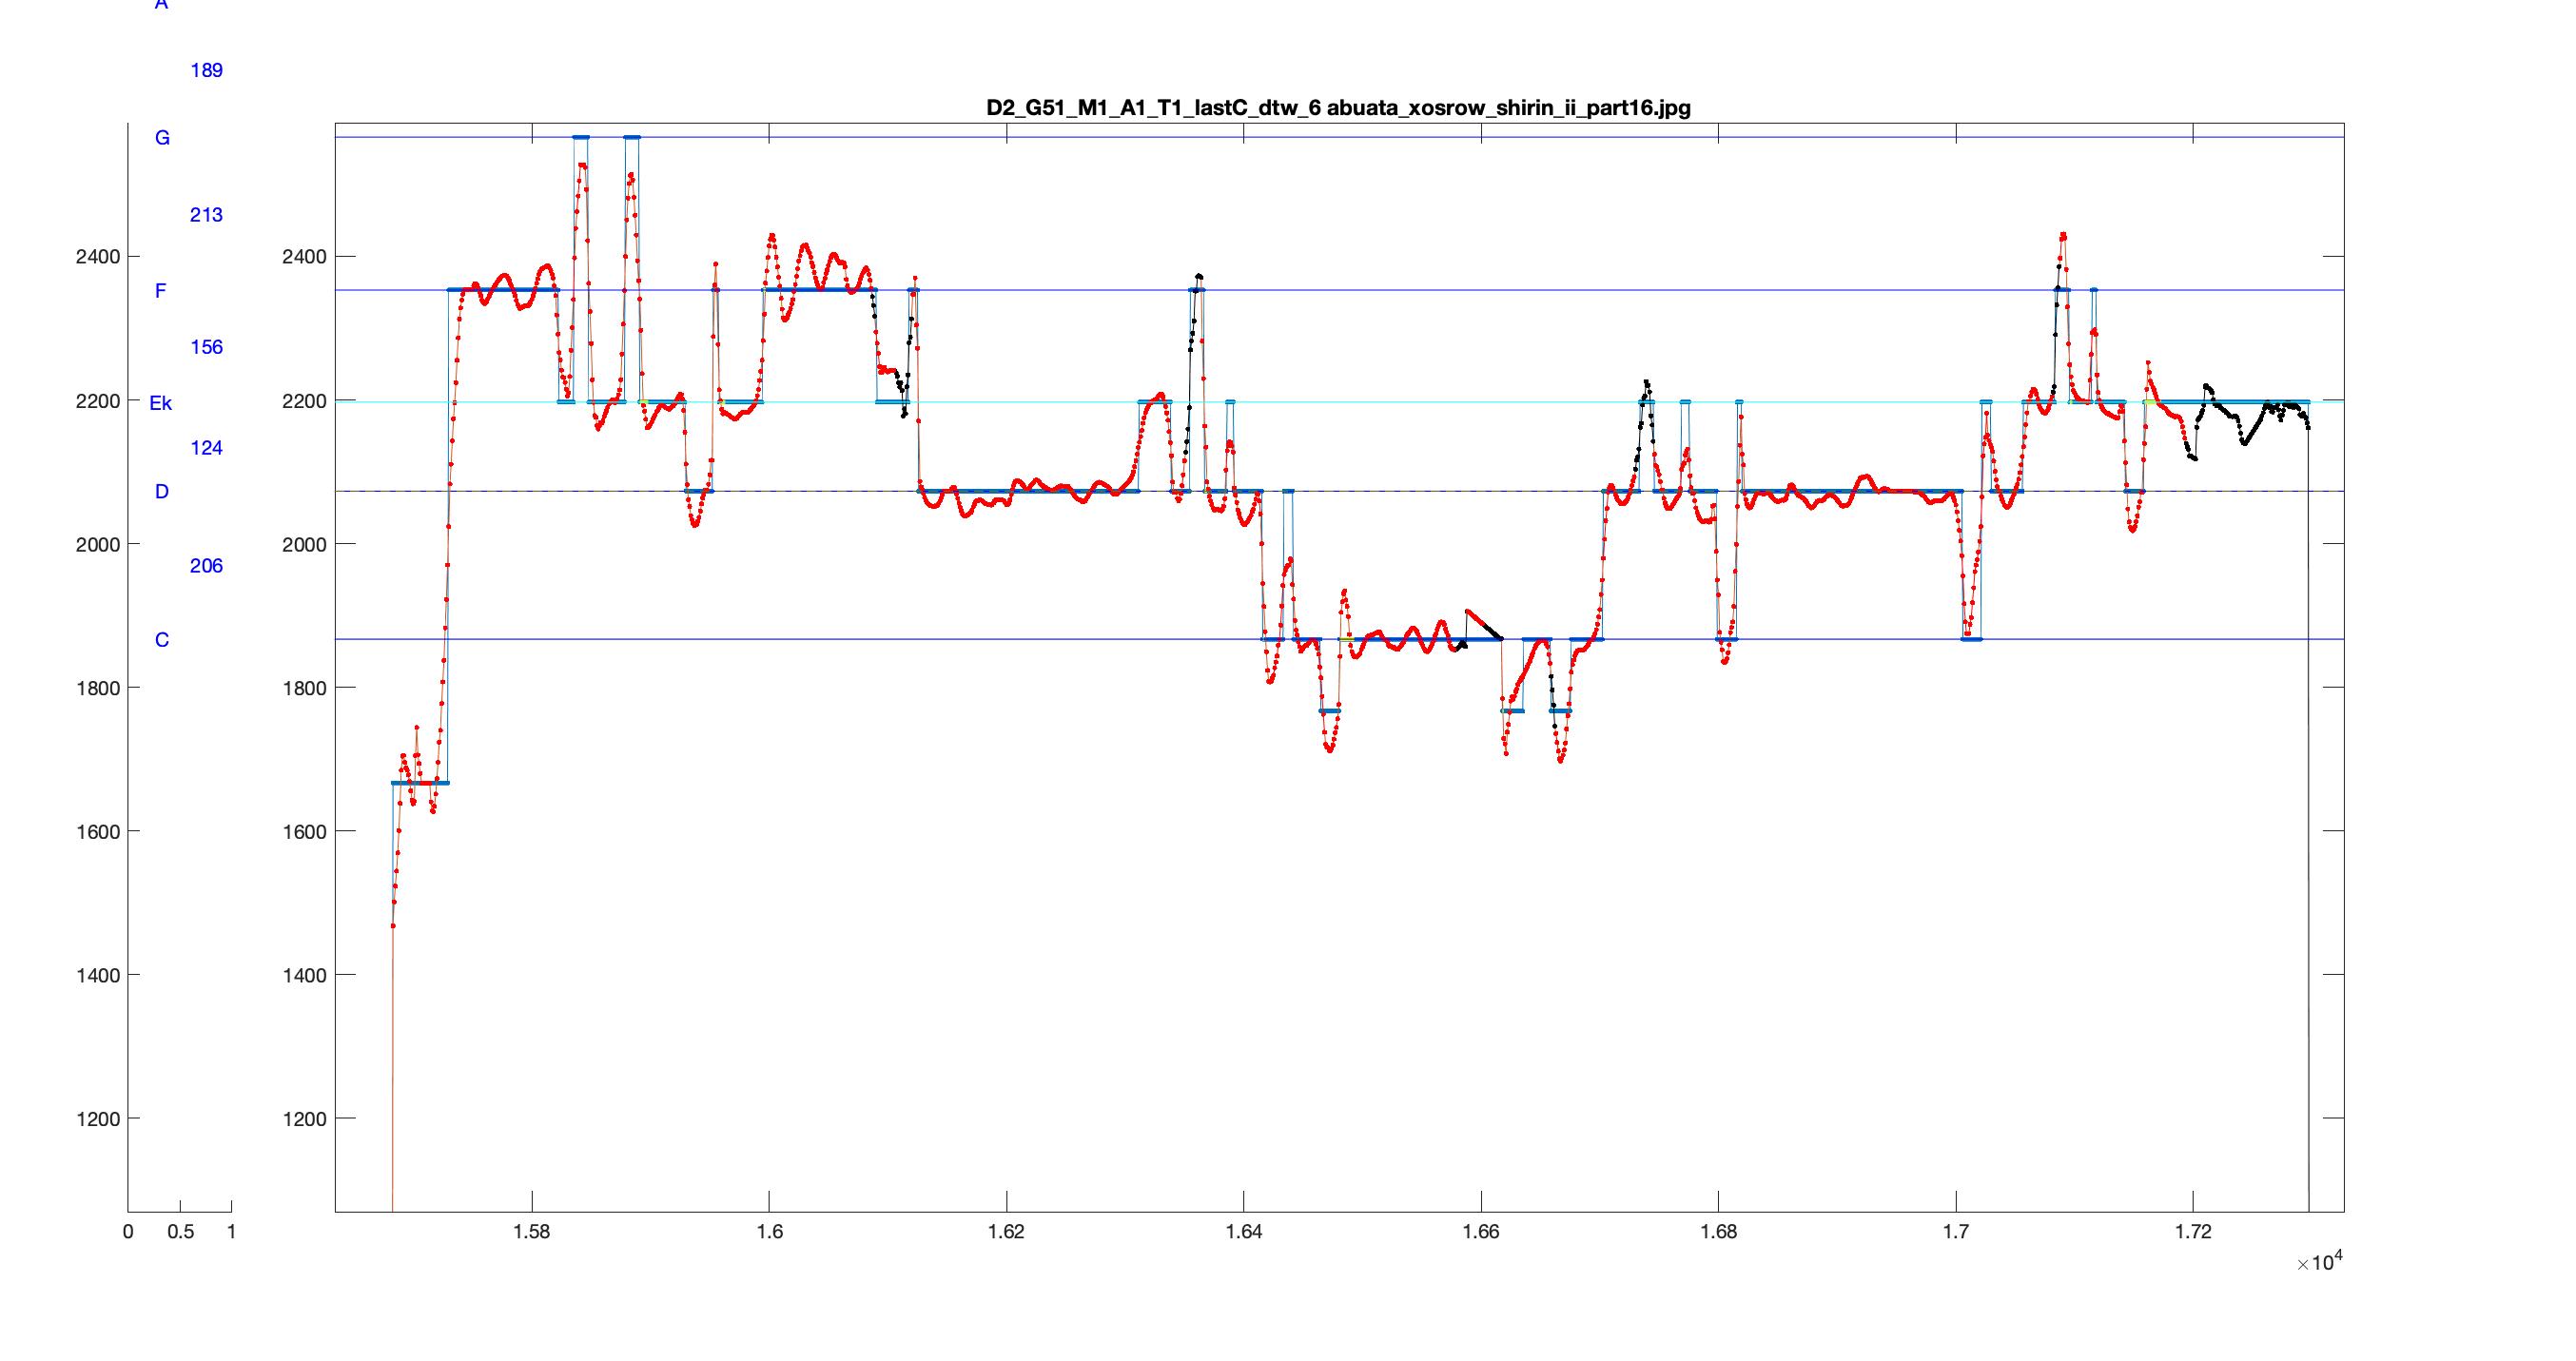 A
189
D2_G51_M1_A1_T1_lastC_dtw_6 abuata_xosrow_shirin_ii_part16.jpg
G
213
2400 2400
F
156
2200 Ek 2200
124
D
2000 2000
206
C
1800 1800
1600 1600
1400 1400
1200 1200
0 0.5 1 1.58 1.6 1.62 1.64 1.66 1.68 1.7 1.72
×10^4